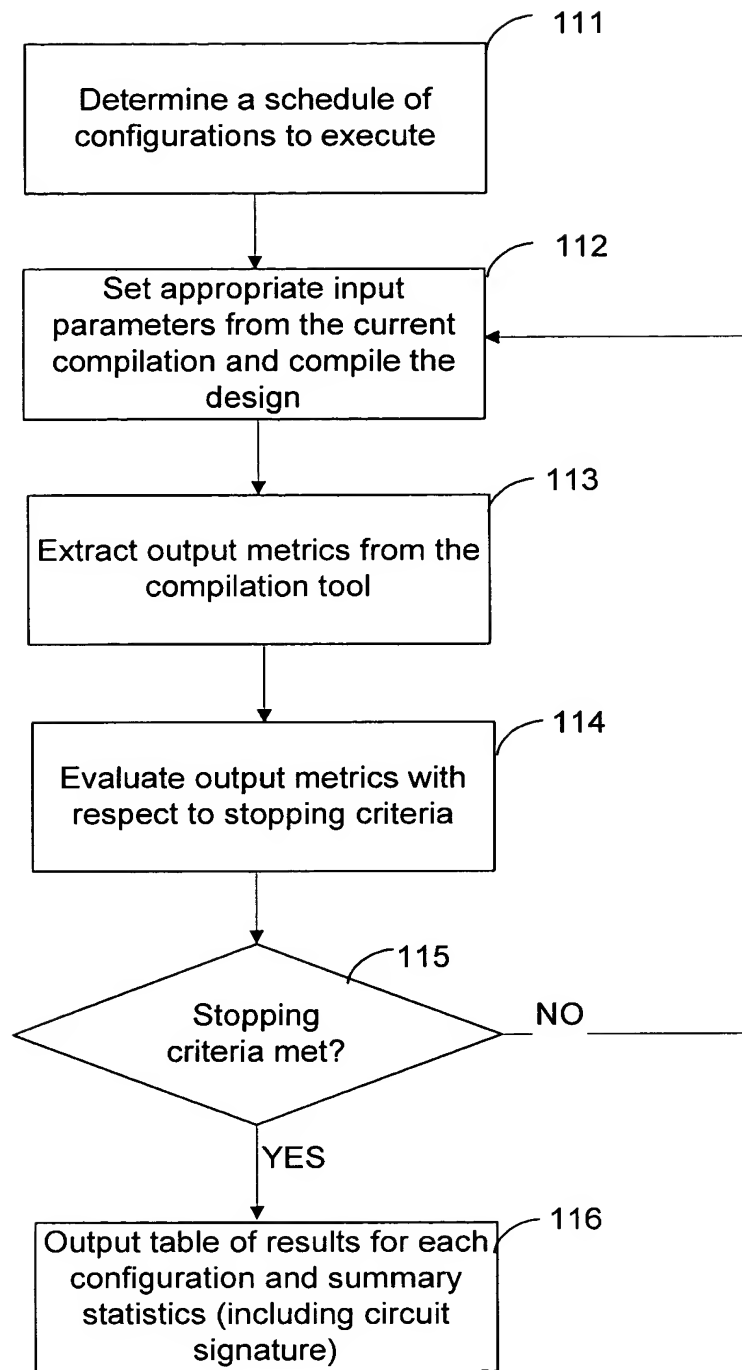 111
Determine a schedule of
configurations to execute
112
Set appropriate input
parameters from the current
compilation and compile the
design
113
Extract output metrics from the
compilation tool
114
Evaluate output metrics with
respect to stopping criteria
115
Stopping
criteria met?
NO
YES
116
Output table of results for each
configuration and summary
statistics (including circuit
signature)